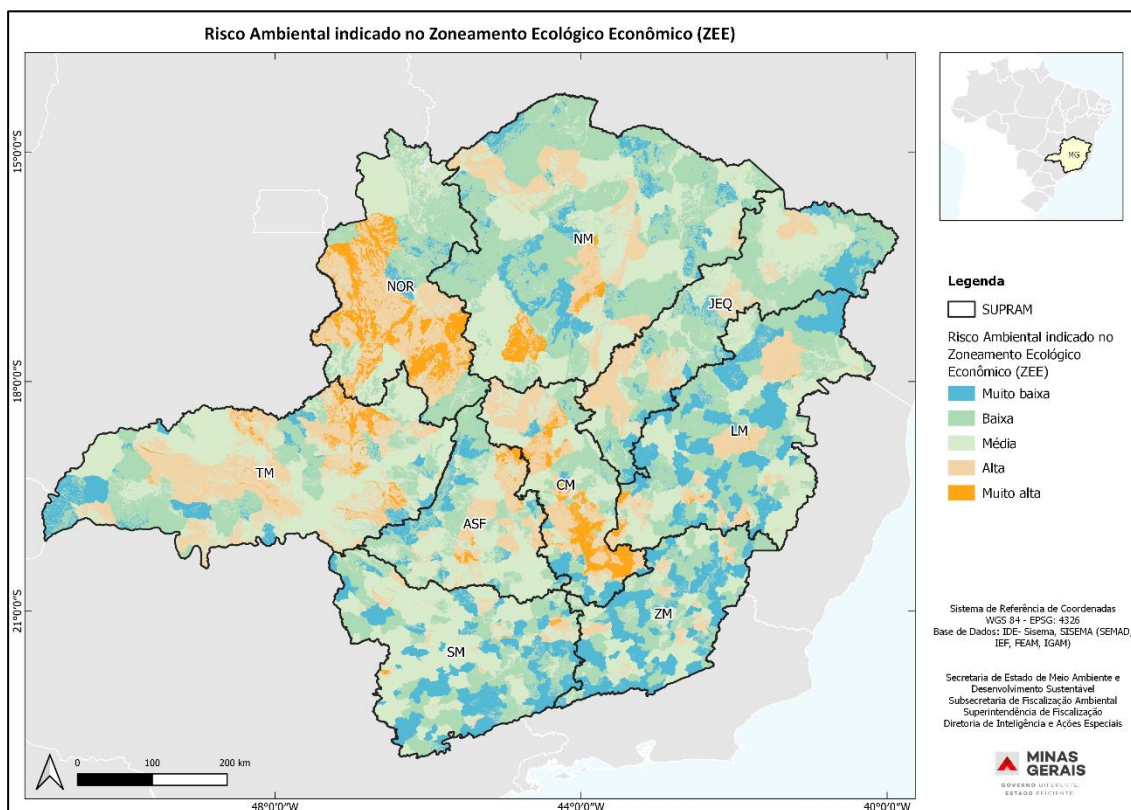 Risco Ambiental indicado no Zoneamento Ecológico Econômico (ZEE)
15°0'0"S
18°0'0"S
21°0'0"S
NM
NOR
JEQ
LM
TM
CM
ASF
ZM
SM
0 100 200 km
48°0'0"W
44°0'0"W
40°0'0"W
MG
Legenda
SUPRAM
Risco Ambiental indicado no
Zoneamento Ecológico
Econômico (ZEE)
Muito baixa
Baixa
Média
Alta
Muito alta
Sistema de Referência de Coordenadas
WGS 84 - EPSG: 4326
Base de Dados: IDE- Sisema, SISEMA (SEMAD,
IEF, FEAM, IGAM)
Secretaria de Estado de Meio Ambiente e
Desenvolvimento Sustentável
Subsecretaria de Fiscalização Ambiental
Superintendência de Fiscalização
Diretoria de Inteligência e Ações Especiais
MINAS
GERAIS
GOVERNO DIFERENTE.
ESTADO EFICIENTE.